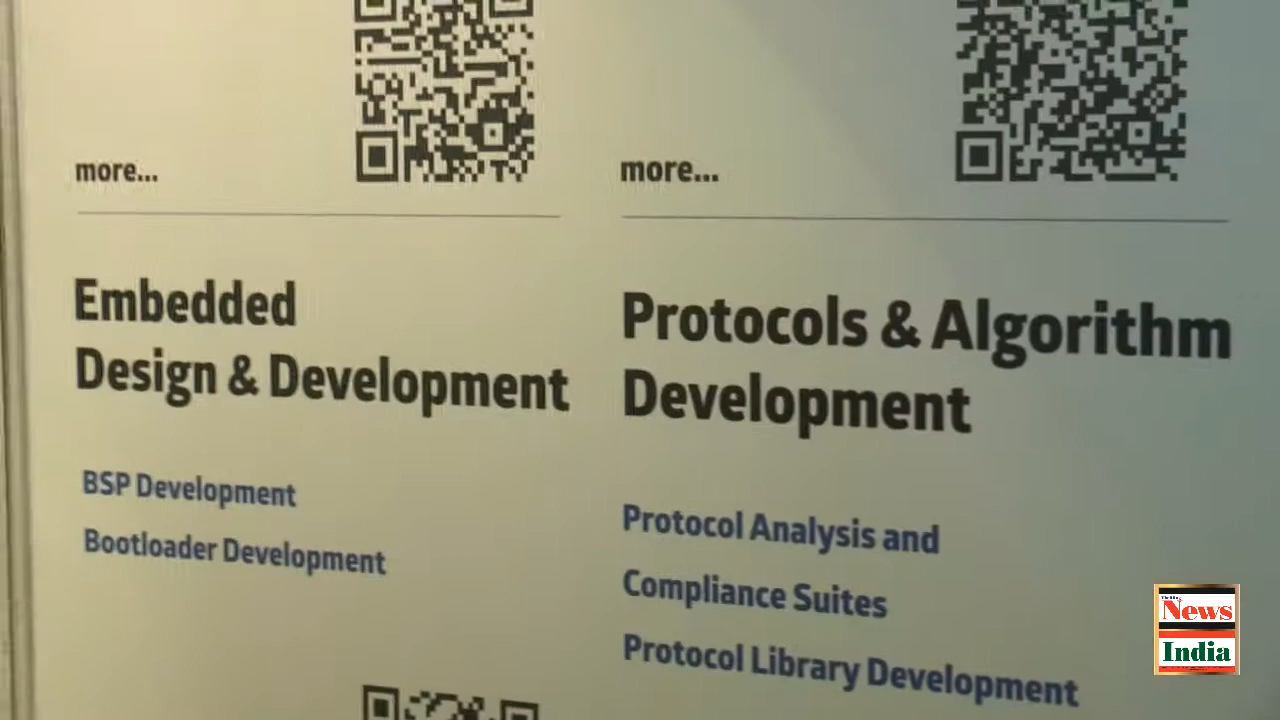 more...
more...
Embedded
Design & Development
BSP Development
Bootloader Development
Protocols & Algorithm
Development
Protocol Analysis and
Compliance Suites
Protocol Library Development
News
India